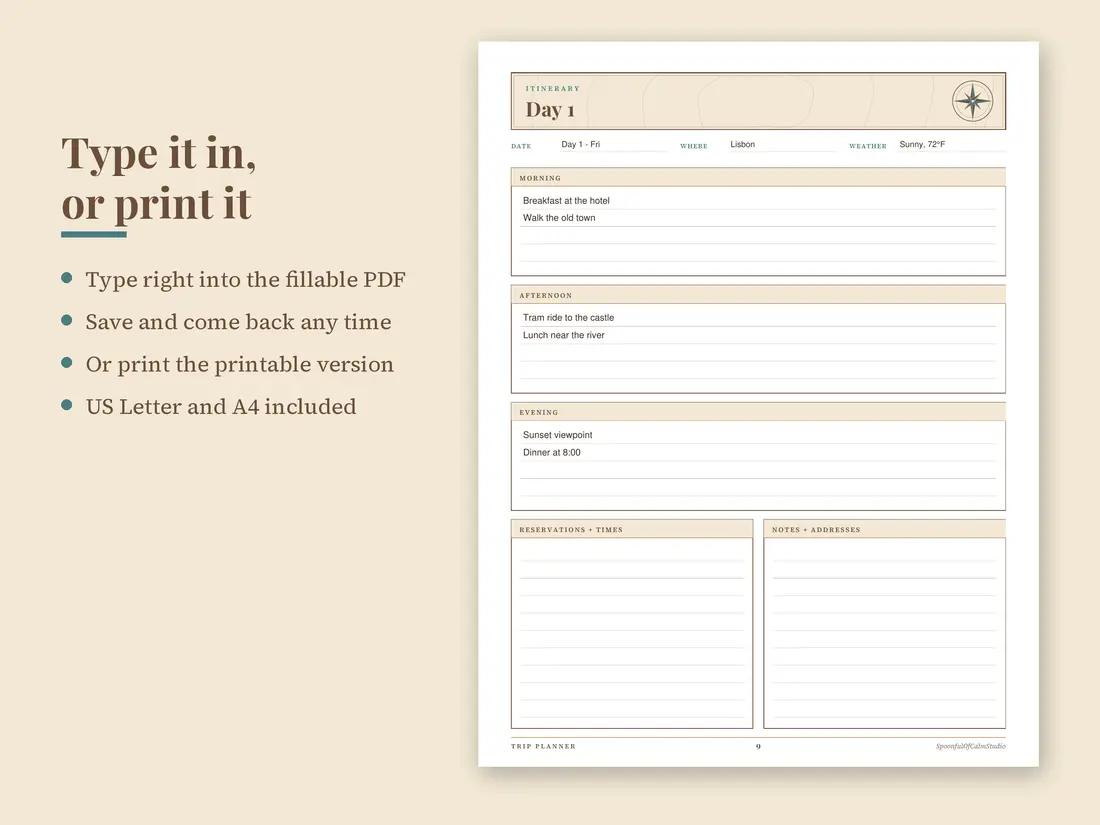 Type it in,
or print it
Type right into the fillable PDF
Save and come back any time
Or print the printable version
US Letter and A4 included
ITINERARY
Day 1
DATE Day 1 - Fri WHERE Lisbon WEATHER Sunny, 72°F
MORNING
Breakfast at the hotel
Walk the old town
AFTERNOON
Tram ride to the castle
Lunch near the river
EVENING
Sunset viewpoint
Dinner at 8:00
RESERVATIONS + TIMES NOTES + ADDRESSES
TRIP PLANNER 9 SpoonfulOfCalmStudio